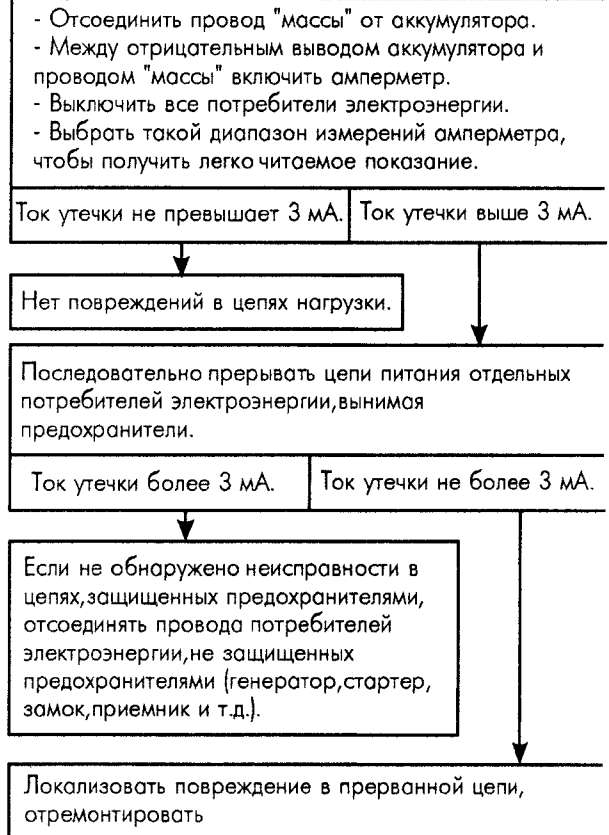 - Отсоединить провод "массы" от аккумулятора.
- Между отрицательным выводом аккумулятора и
проводом "массы" включить амперметр.
- Выключить все потребители электроэнергии.
- Выбрать такой диапазон измерений амперметра,
чтобы получить легко читаемое показание.
Ток утечки не превышает 3 мА.
Ток утечки выше 3 мА.
Нет повреждений в цепях нагрузки.
Последовательно прерывать цепи питания отдельных
потребителей электроэнергии,вынимая
предохранители.
Ток утечки более 3 мА.
Ток утечки не более 3 мА.
Если не обнаружено неисправности в
цепях,защищенных предохранителями,
отсоединять провода потребителей
электроэнергии,не защищенных
предохранителями (генератор,стартер,
замок,приемник и т.д.).
Локализовать повреждение в прерванной цепи,
отремонтировать